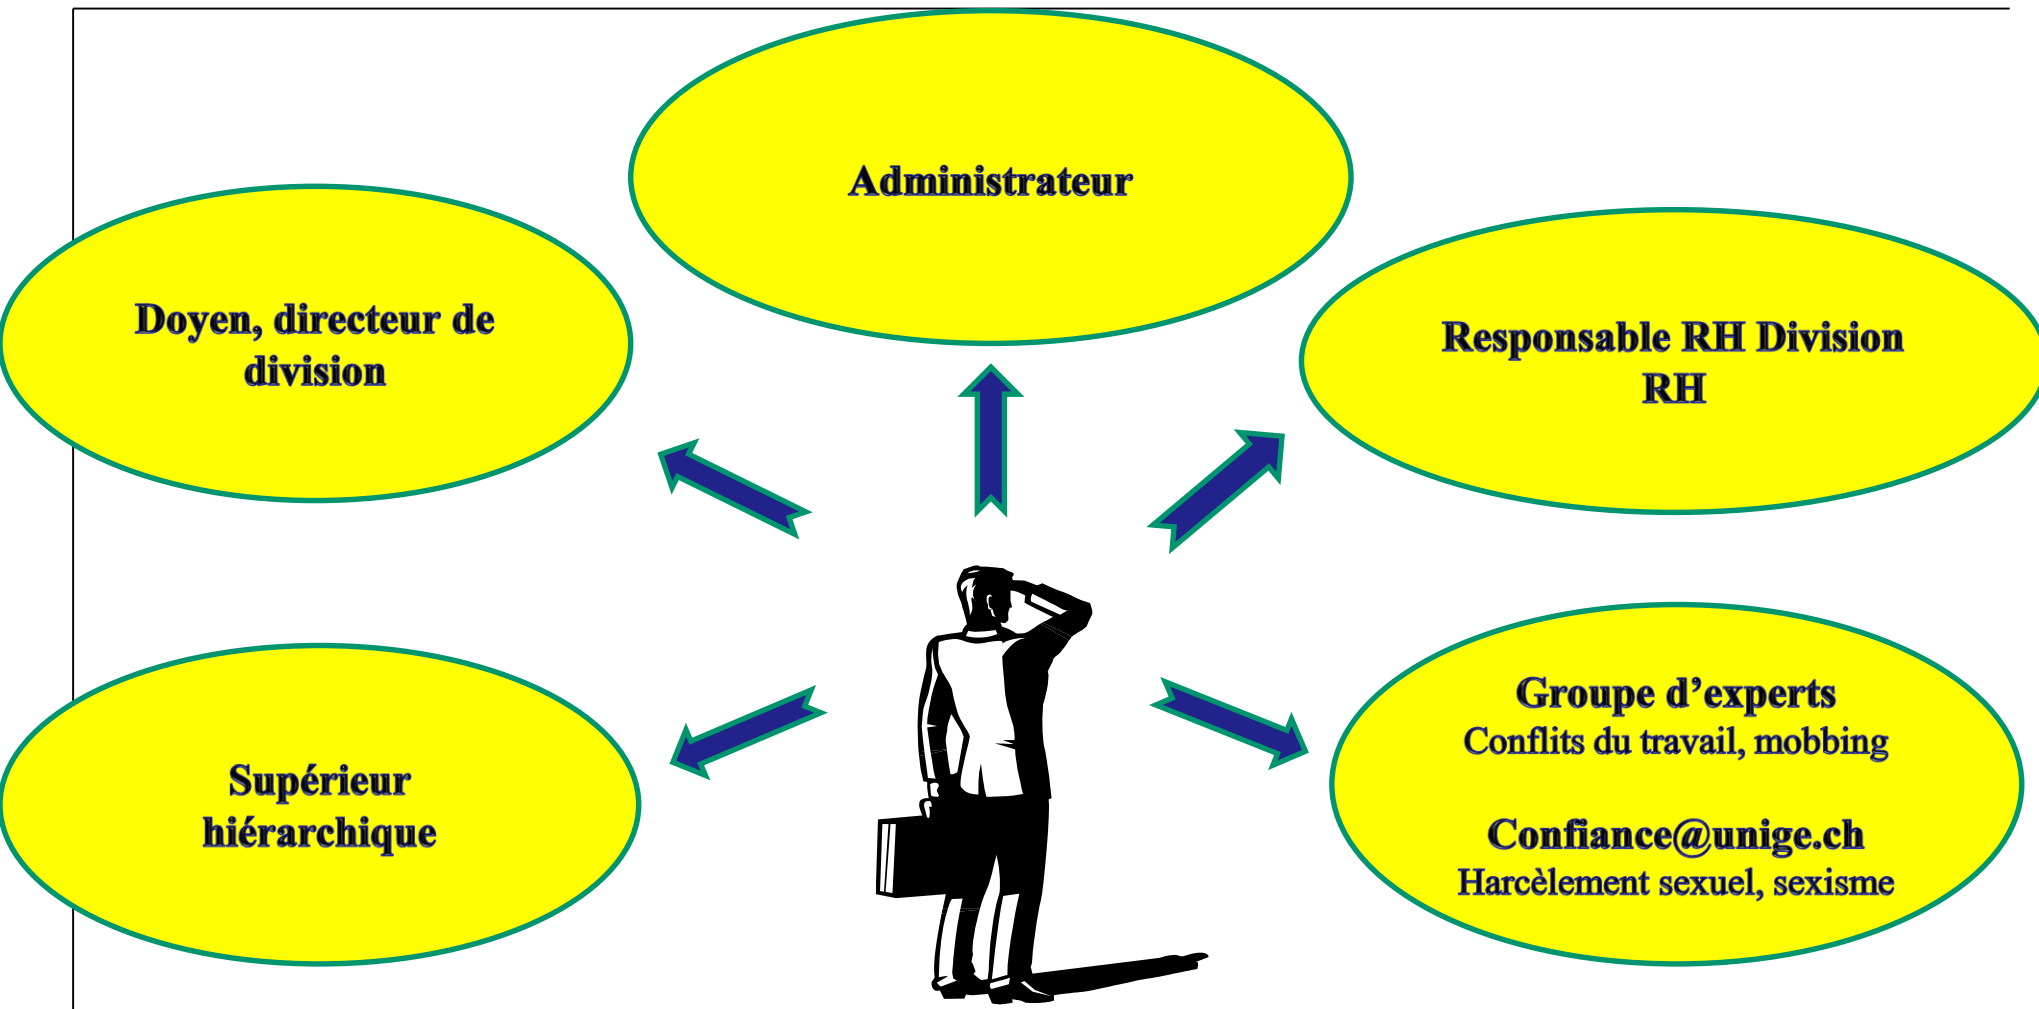 Administrateur
Doyen, directeur de
division
Responsable RH Division
RH
Supérieur
hiérarchique
Groupe d’experts
Conflits du travail, mobbing
Confiance@unige.ch
Harcèlement sexuel, sexisme